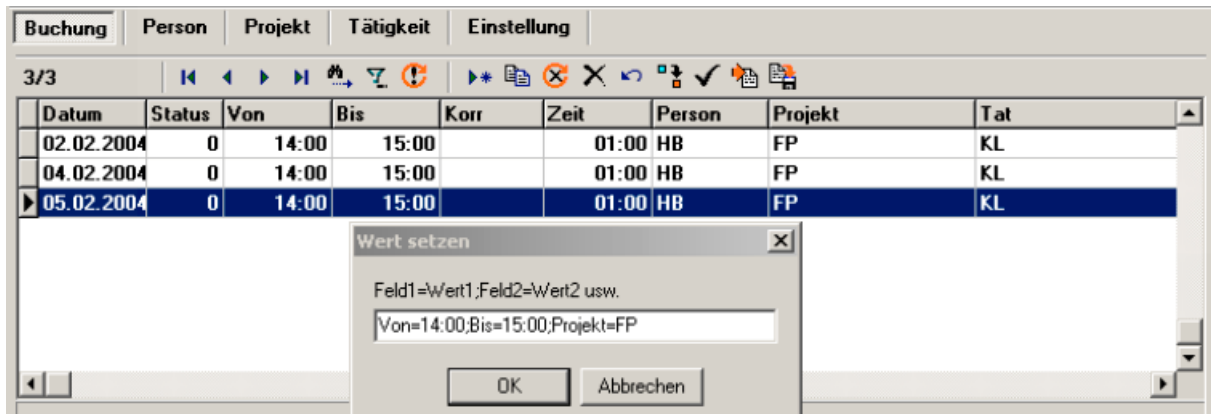 Buchung Person Projekt Tätigkeit Einstellung
3/3
Datum Status Von Bis Korr Zeit Person Projekt Tat
02.02.2004 0 14:00 15:00 01:00 HB FP KL
04.02.2004 0 14:00 15:00 01:00 HB FP KL
05.02.2004 0 14:00 15:00 01:00 HB FP KL
Wert setzen
Feld1=Wert1;Feld2=Wert2 usw.
Von=14:00;Bis=15:00;Projekt=FP
OK Abbrechen